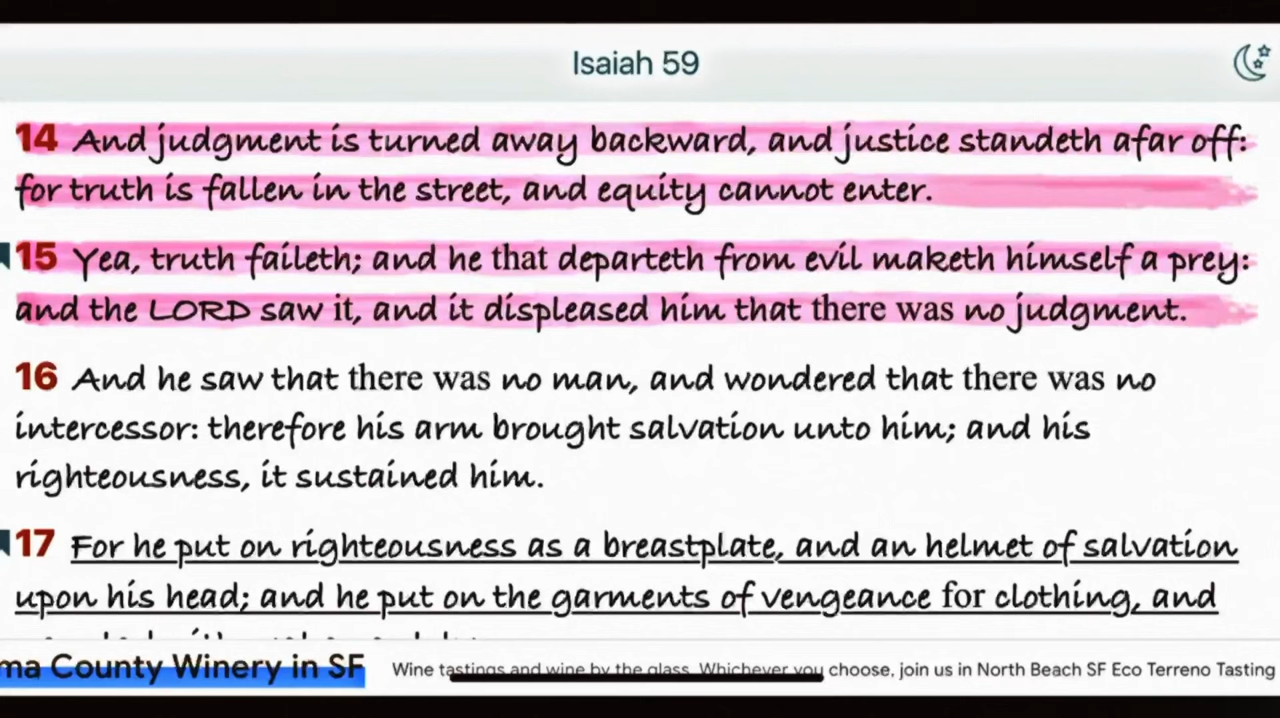 Isaiah 59
14 And judgment is turned away backward, and justice standeth afar off:
for truth is fallen in the street, and equity cannot enter.
15 Yea, truth faileth; and he that departeth from evil maketh himself a prey:
and the LORD saw it, and it displeased him that there was no judgment.
16 And he saw that there was no man, and wondered that there was no
intercessor: therefore his arm brought salvation unto him; and his
righteousness, it sustained him.
17 For he put on righteousness as a breastplate, and an helmet of salvation
upon his head; and he put on the garments of vengeance for clothing, and
ma County Winery in SF
Wine tastings and wine by the glass. Whichever you choose, join us in North Beach SF Eco Terreno Tasting